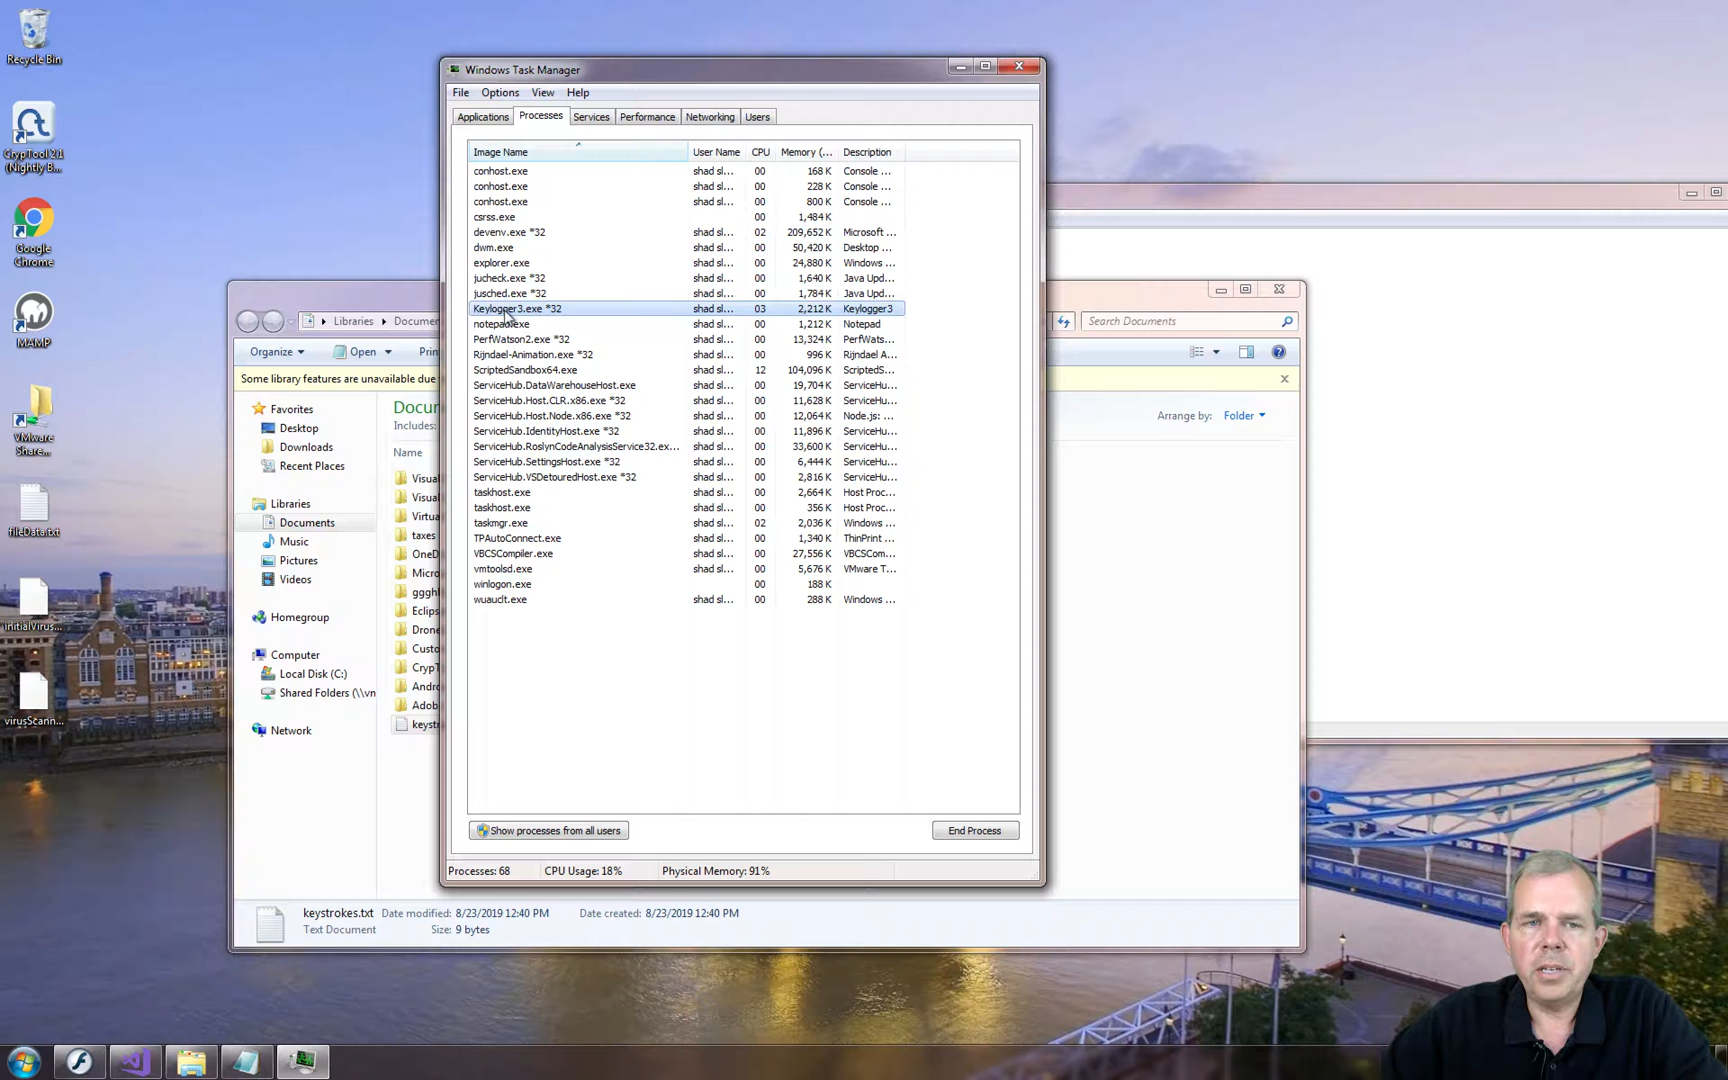 Recycle Bin
CrypTool 2.1
(Nightly B...
Google
Chrome
MAMP
VMware
Share...
fileData.txt
initialVirus...
virusScann...
Windows Task Manager
File Options View Help
Applications Processes Services Performance Networking Users
Image Name User Name CPU Memory (... Description
conhost.exe shad sl... 00 168 K Console ...
conhost.exe shad sl... 00 228 K Console ...
conhost.exe shad sl... 00 800 K Console ...
csrss.exe 00 1,484 K
devenv.exe *32 shad sl... 02 209,652 K Microsoft ...
dwm.exe shad sl... 00 50,420 K Desktop ...
explorer.exe shad sl... 00 24,880 K Windows ...
jucheck.exe *32 shad sl... 00 1,640 K Java Upd...
jusched.exe *32 shad sl... 00 1,784 K Java Upd...
Keylogger3.exe *32 shad sl... 03 2,212 K Keylogger3
notepad.exe shad sl... 00 1,212 K Notepad
PerfWatson2.exe *32 shad sl... 00 13,324 K PerfWats...
Rijndael-Animation.exe *32 shad sl... 00 996 K Rijndael A...
ScriptedSandbox64.exe shad sl... 12 104,096 K ScriptedS...
ServiceHub.DataWarehouseHost.exe shad sl... 00 19,704 K ServiceHu...
ServiceHub.Host.CLR.x86.exe *32 shad sl... 00 11,628 K ServiceHu...
ServiceHub.Host.Node.x86.exe *32 shad sl... 00 12,064 K Node.js: ...
ServiceHub.IdentityHost.exe *32 shad sl... 00 11,896 K ServiceHu...
ServiceHub.RoslynCodeAnalysisService32.ex... shad sl... 00 33,600 K ServiceHu...
ServiceHub.SettingsHost.exe *32 shad sl... 00 6,444 K ServiceHu...
ServiceHub.VSDetouredHost.exe *32 shad sl... 00 2,816 K ServiceHu...
taskhost.exe shad sl... 00 2,664 K Host Proc...
taskhost.exe shad sl... 00 356 K Host Proc...
taskmgr.exe shad sl... 02 2,036 K Windows ...
TPAutoConnect.exe shad sl... 00 1,340 K ThinPrint ...
VBCSCompiler.exe shad sl... 00 27,556 K VBCSCom...
vmtoolsd.exe shad sl... 00 5,676 K VMware T...
winlogon.exe 00 188 K
wuauclt.exe shad sl... 00 288 K Windows ...
Show processes from all users End Process
Processes: 68 CPU Usage: 18% Physical Memory: 91%
Libraries Documen
Search Documents
Organize Open Prin
Some library features are unavailable due
Docum
Includes:
Arrange by: Folder
Name
Favorites
Desktop
Downloads
Recent Places
Libraries
Documents
Music
Pictures
Videos
Homegroup
Computer
Local Disk (C:)
Shared Folders (\\vn
Network
Visual
Visual
Virtua
taxes
OneD
Micro
ggghl
Eclips
Drone
Custo
CrypT
Andro
Adob
keystr
keystrokes.txt Date modified: 8/23/2019 12:40 PM Date created: 8/23/2019 12:40 PM
Text Document Size: 9 bytes